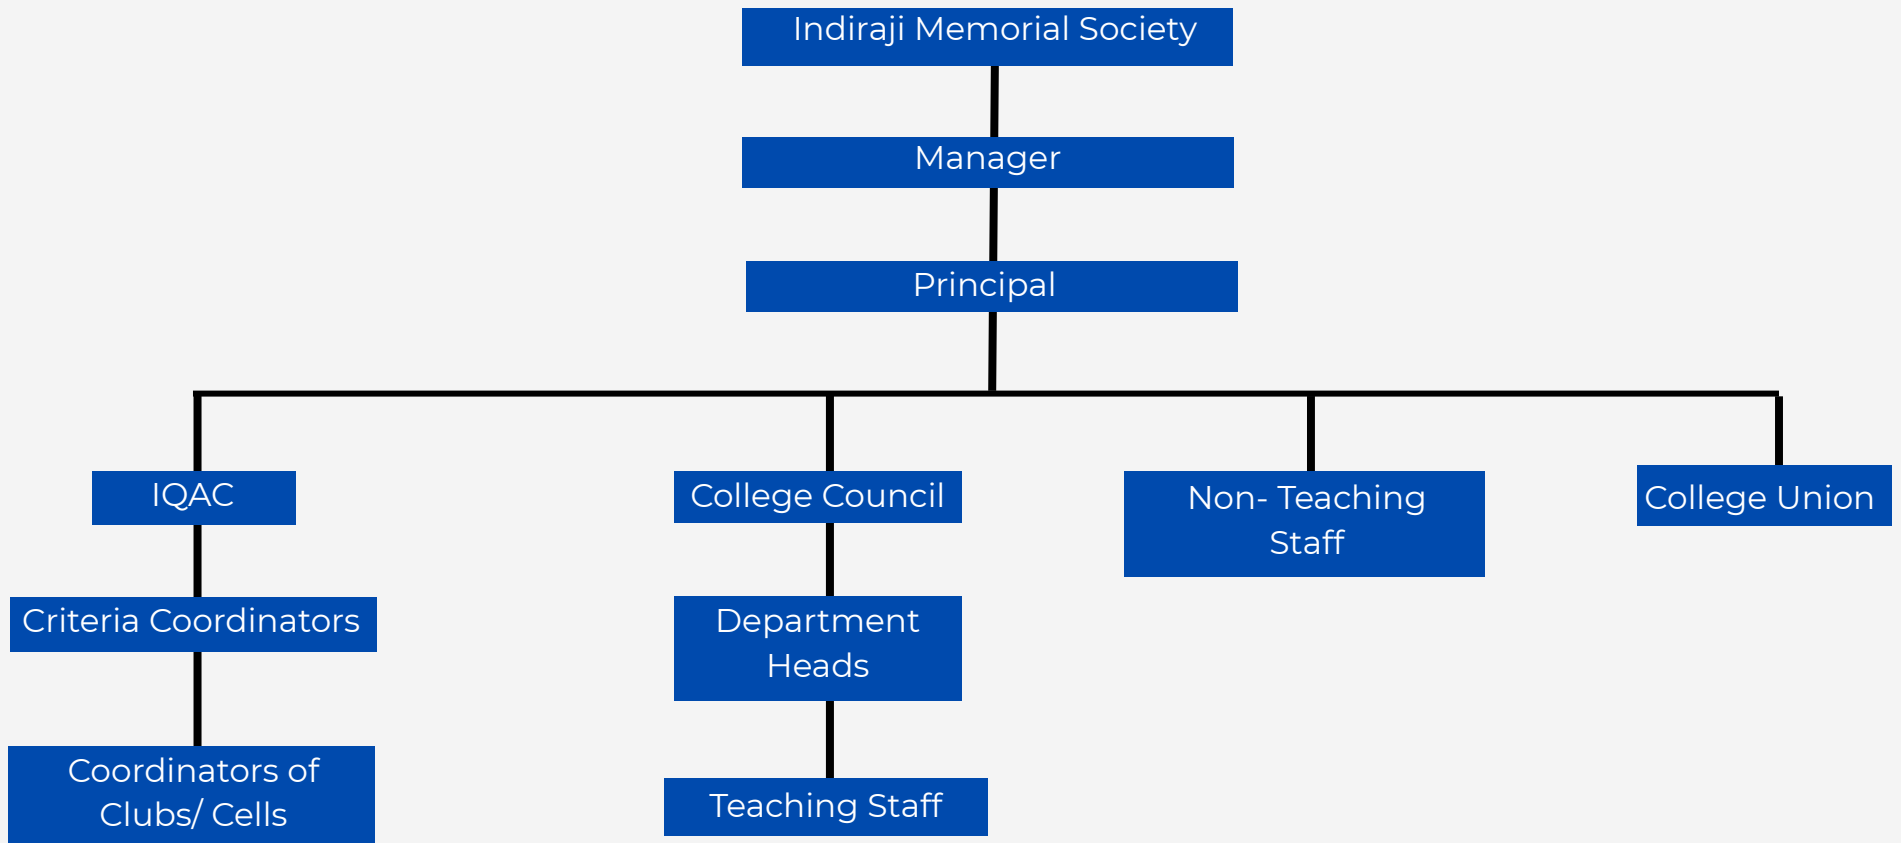 Indiraji Memorial Society
Manager
Principal
IQAC
College Council
Non- Teaching
Staff
College Union
Criteria Coordinators
Department
Heads
Coordinators of
Clubs/ Cells
Teaching Staff